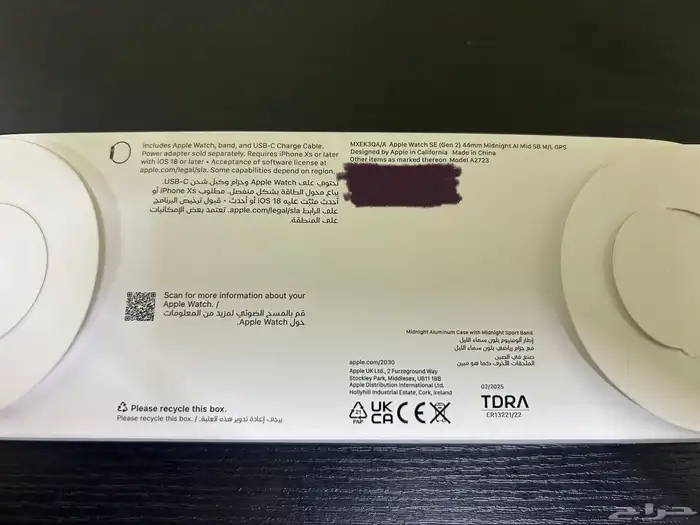 includes Apple Watch, band, and USB-C Charge Cable.
Power adapter sold separately. Requires iPhone Xs or later
with iOS 18 or later • Acceptance of software license at
apple.com/legal/sla. Some capabilities depend on region.
تحتوي على Apple Watch وحزام وكبل شحن USB-C.
يباع محول الطاقة بشكل منفصل. مطلوب iPhone Xs أو
أحدث مثبّت عليه iOS 18 أو أحدث • قبول ترخيص البرنامج
على الرابط apple.com/legal/sla. تعتمد بعض الإمكانيات
على المنطقة.
MXEK3QA/A Apple Watch SE (Gen 2) 44mm Midnight Al Mid SB M/L GPS
Designed by Apple in California Made in China
Other items as marked thereon Model A2723
Scan for more information about your
Apple Watch. /
قم بالمسح الضوئي لمزيد من المعلومات
حول Apple Watch.
Midnight Aluminum Case with Midnight Sport Band
إطار ألومنيوم بلون سماء الليل
مع حزام رياضي بلون سماء الليل
صنع في الصين
الملحقات الأخرى كما هو مبين
apple.com/2030
Apple UK Ltd., 2 Furzeground Way
Stockley Park, Middlesex, UB11 1BB
Apple Distribution International Ltd.
Hollyhill Industrial Estate, Cork, Ireland
21
PAP
UK
CA
CE
02/2025
TDRA
ER13221/22
Please recycle this box.
Please recycle this box. / يرجى إعادة تدوير هذه العلبة.
حراج